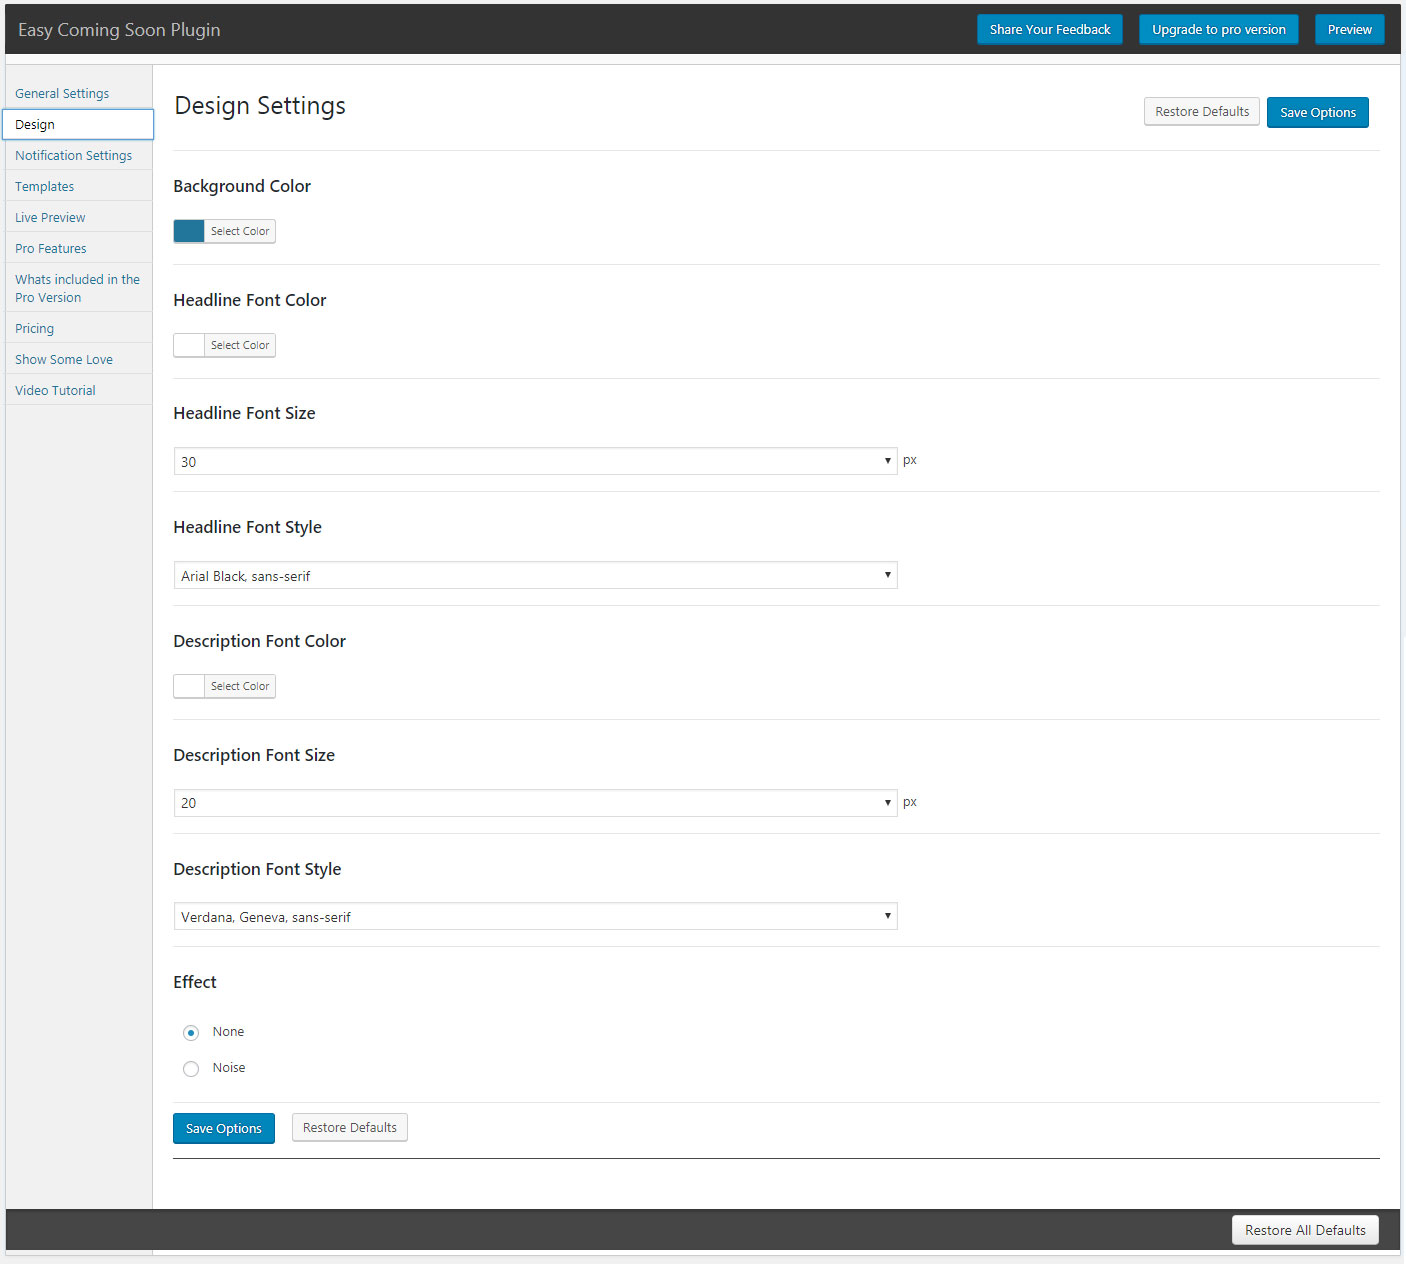 Easy Coming Soon Plugin
Share Your Feedback
Upgrade to pro version
Preview
General Settings
Design
Notification Settings
Templates
Live Preview
Pro Features
Whats included in the
Pro Version
Pricing
Show Some Love
Video Tutorial
Design Settings
Restore Defaults
Save Options
Background Color
Select Color
Headline Font Color
Select Color
Headline Font Size
30
px
Headline Font Style
Arial Black, sans-serif
Description Font Color
Select Color
Description Font Size
20
px
Description Font Style
Verdana, Geneva, sans-serif
Effect
None
Noise
Save Options
Restore Defaults
Restore All Defaults